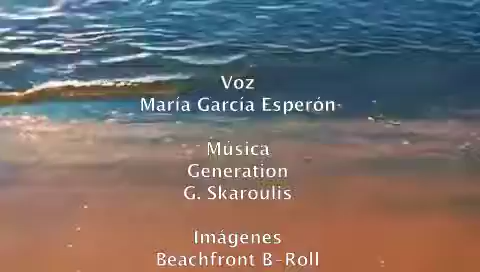 Voz
María García Esperón
Música
Generation
G. Skaroulis
Imágenes
Beachfront B-Roll